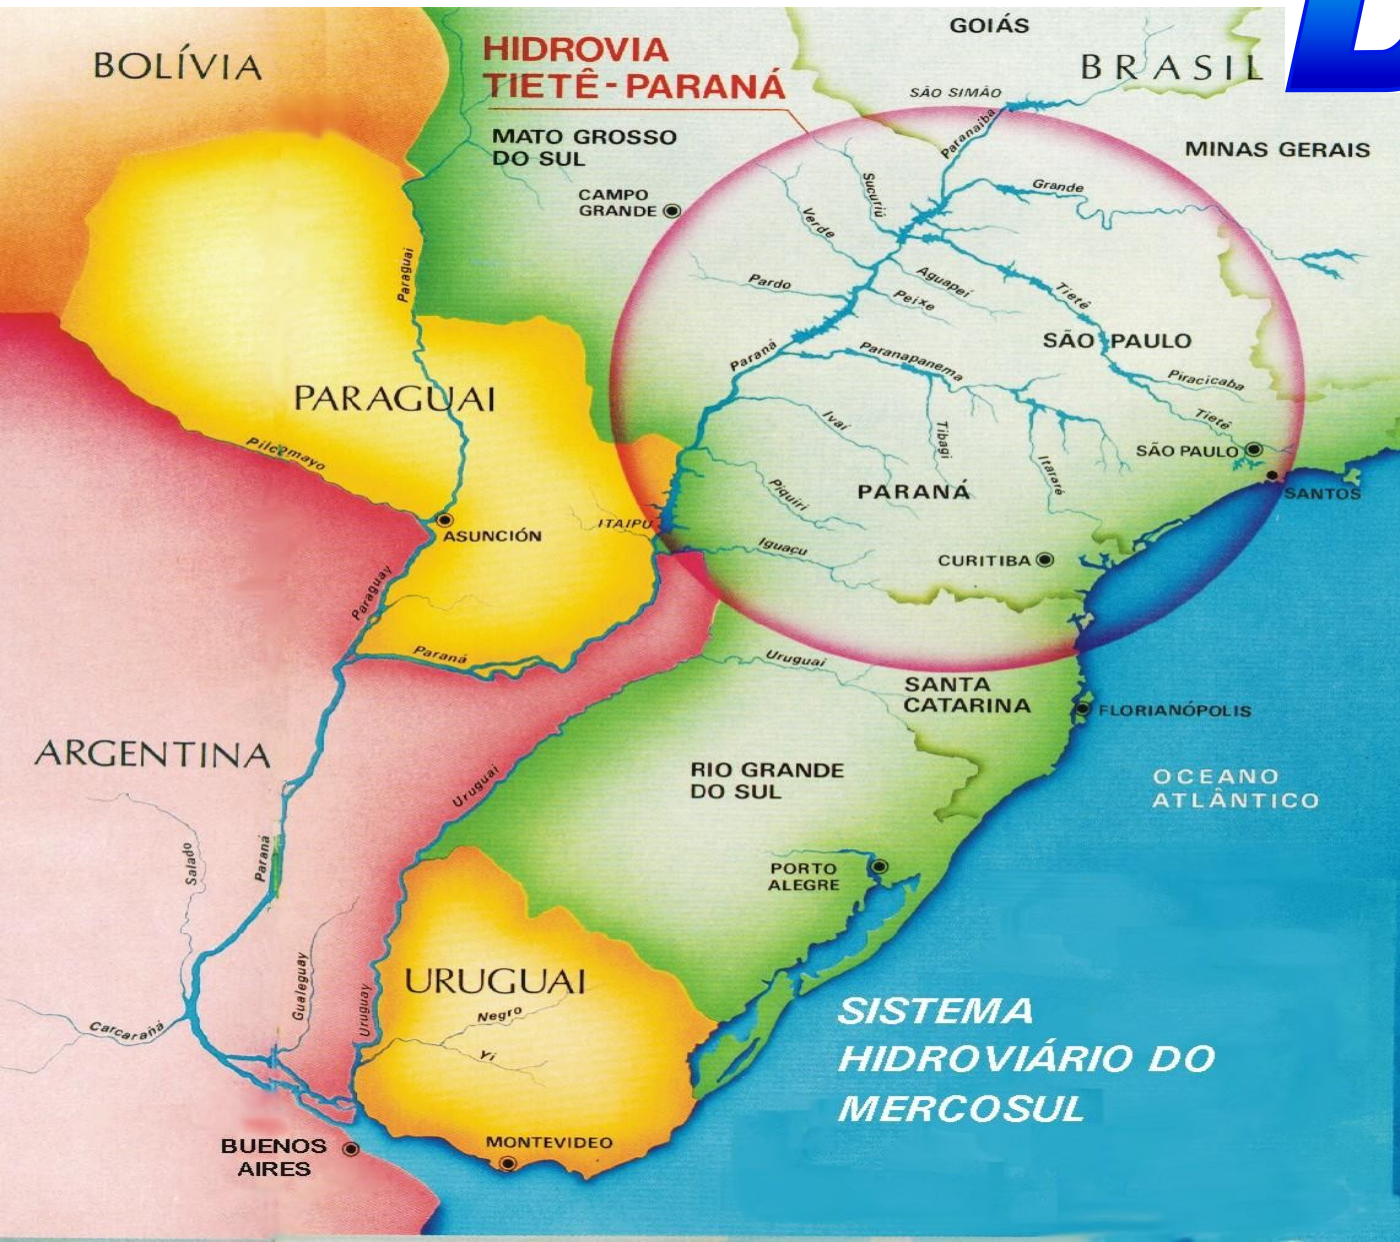 GOIÁS
BOLÍVIA
HIDROVIA
TIETÊ - PARANÁ
BRASIL
SÃO SIMÃO
MATO GROSSO
DO SUL
Paranaiba
MINAS GERAIS
CAMPO
GRANDE
Sucuriú
Grande
Verde
Paraguai
Pardo
Aguapei
Peixe
Tietê
SÃO PAULO
Paraná
Paranapanema
Piracicaba
PARAGUAI
Ivaí
Tibagi
Tietê
Pilcomayo
SÃO PAULO
Itararé
Piquiri
PARANÁ
SANTOS
ITAIPU
ASUNCIÓN
Iguaçu
CURITIBA
Paraguay
Paraná
Uruguai
SANTA
CATARINA
FLORIANÓPOLIS
ARGENTINA
Uruguai
RIO GRANDE
DO SUL
OCEANO
ATLÂNTICO
Salado
Paraná
PORTO
ALEGRE
Gualeguay
URUGUAI
Uruguay
Negro
Carcarañá
Yi
SISTEMA
HIDROVIÁRIO DO
MERCOSUL
BUENOS
AIRES
MONTEVIDEO